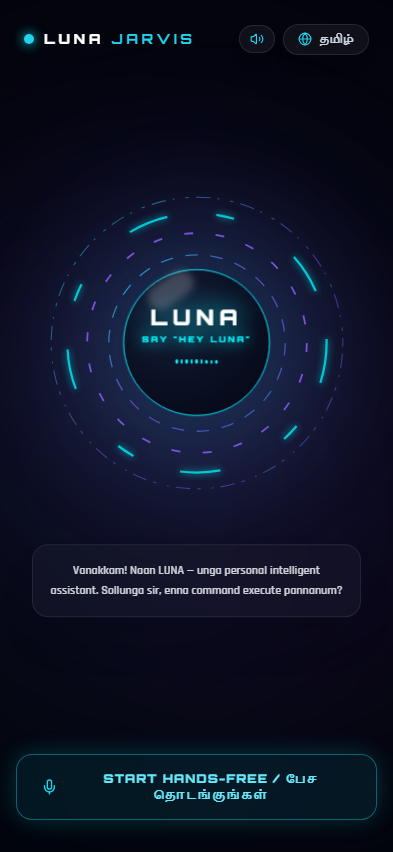 LUNA JARVIS
தமிழ்
LUNA
SAY "HEY LUNA"
Vanakkam! Naan LUNA — unga personal intelligent
assistant. Sollunga sir, enna command execute pannanum?
START HANDS-FREE / பேச
தொடங்குங்கள்